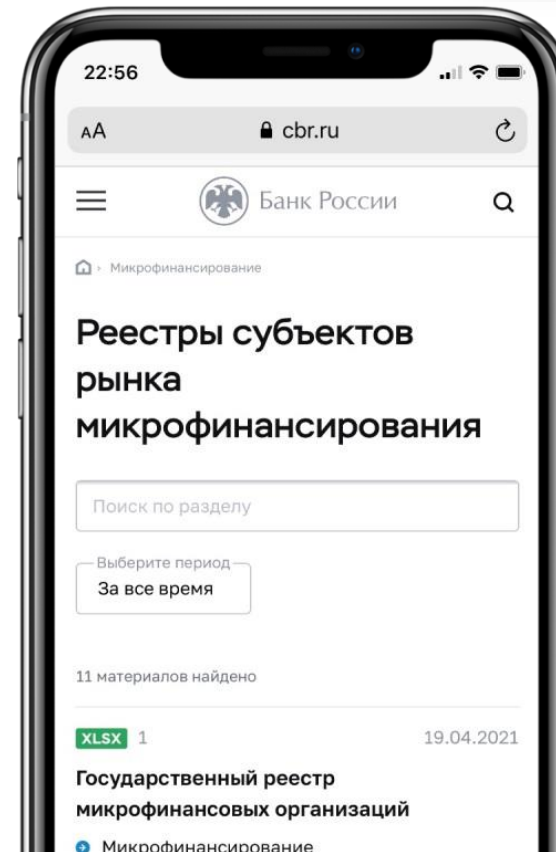 22:56
AA cbr.ru
Банк России
Микрофинансирование
Реестры субъектов
рынка
микрофинансирования
Поиск по разделу
Выберите период
За все время
11 материалов найдено
XLSX 1 19.04.2021
Государственный реестр
микрофинансовых организаций
Микрофинансирование